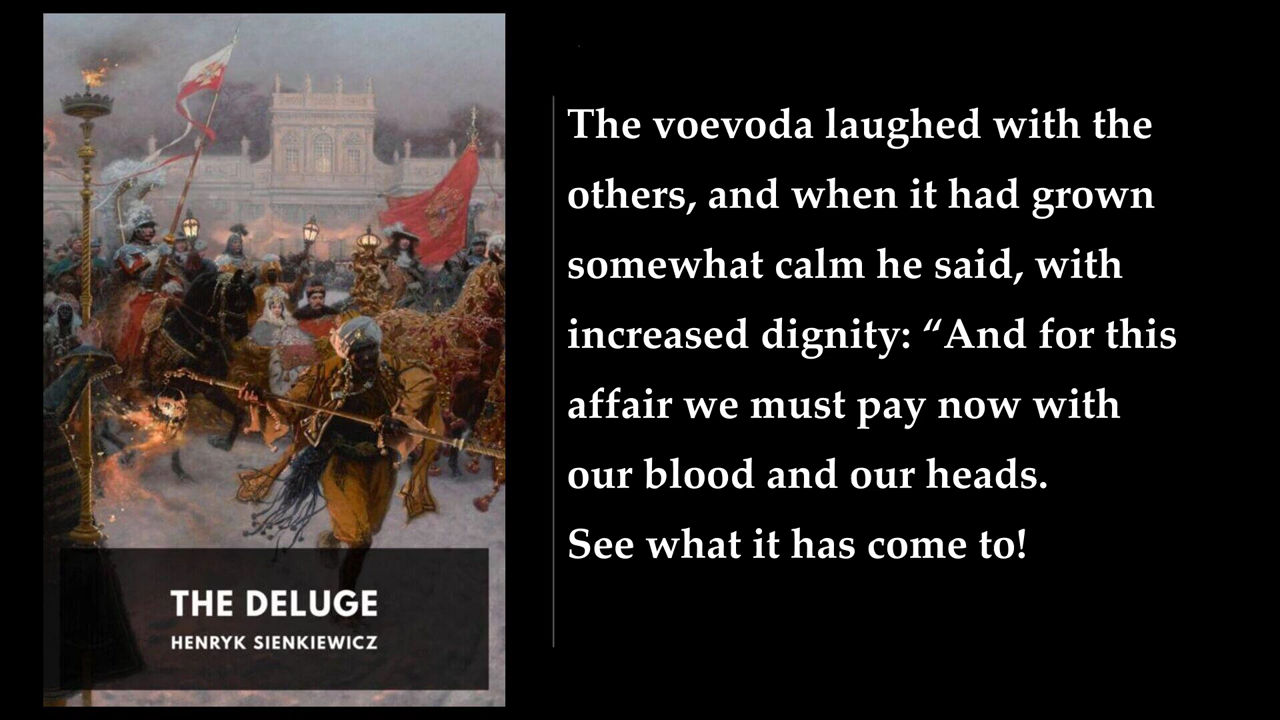 THE DELUGE
HENRYK SIENKIEWICZ
The voevoda laughed with the
others, and when it had grown
somewhat calm he said, with
increased dignity: “And for this
affair we must pay now with
our blood and our heads.
See what it has come to!